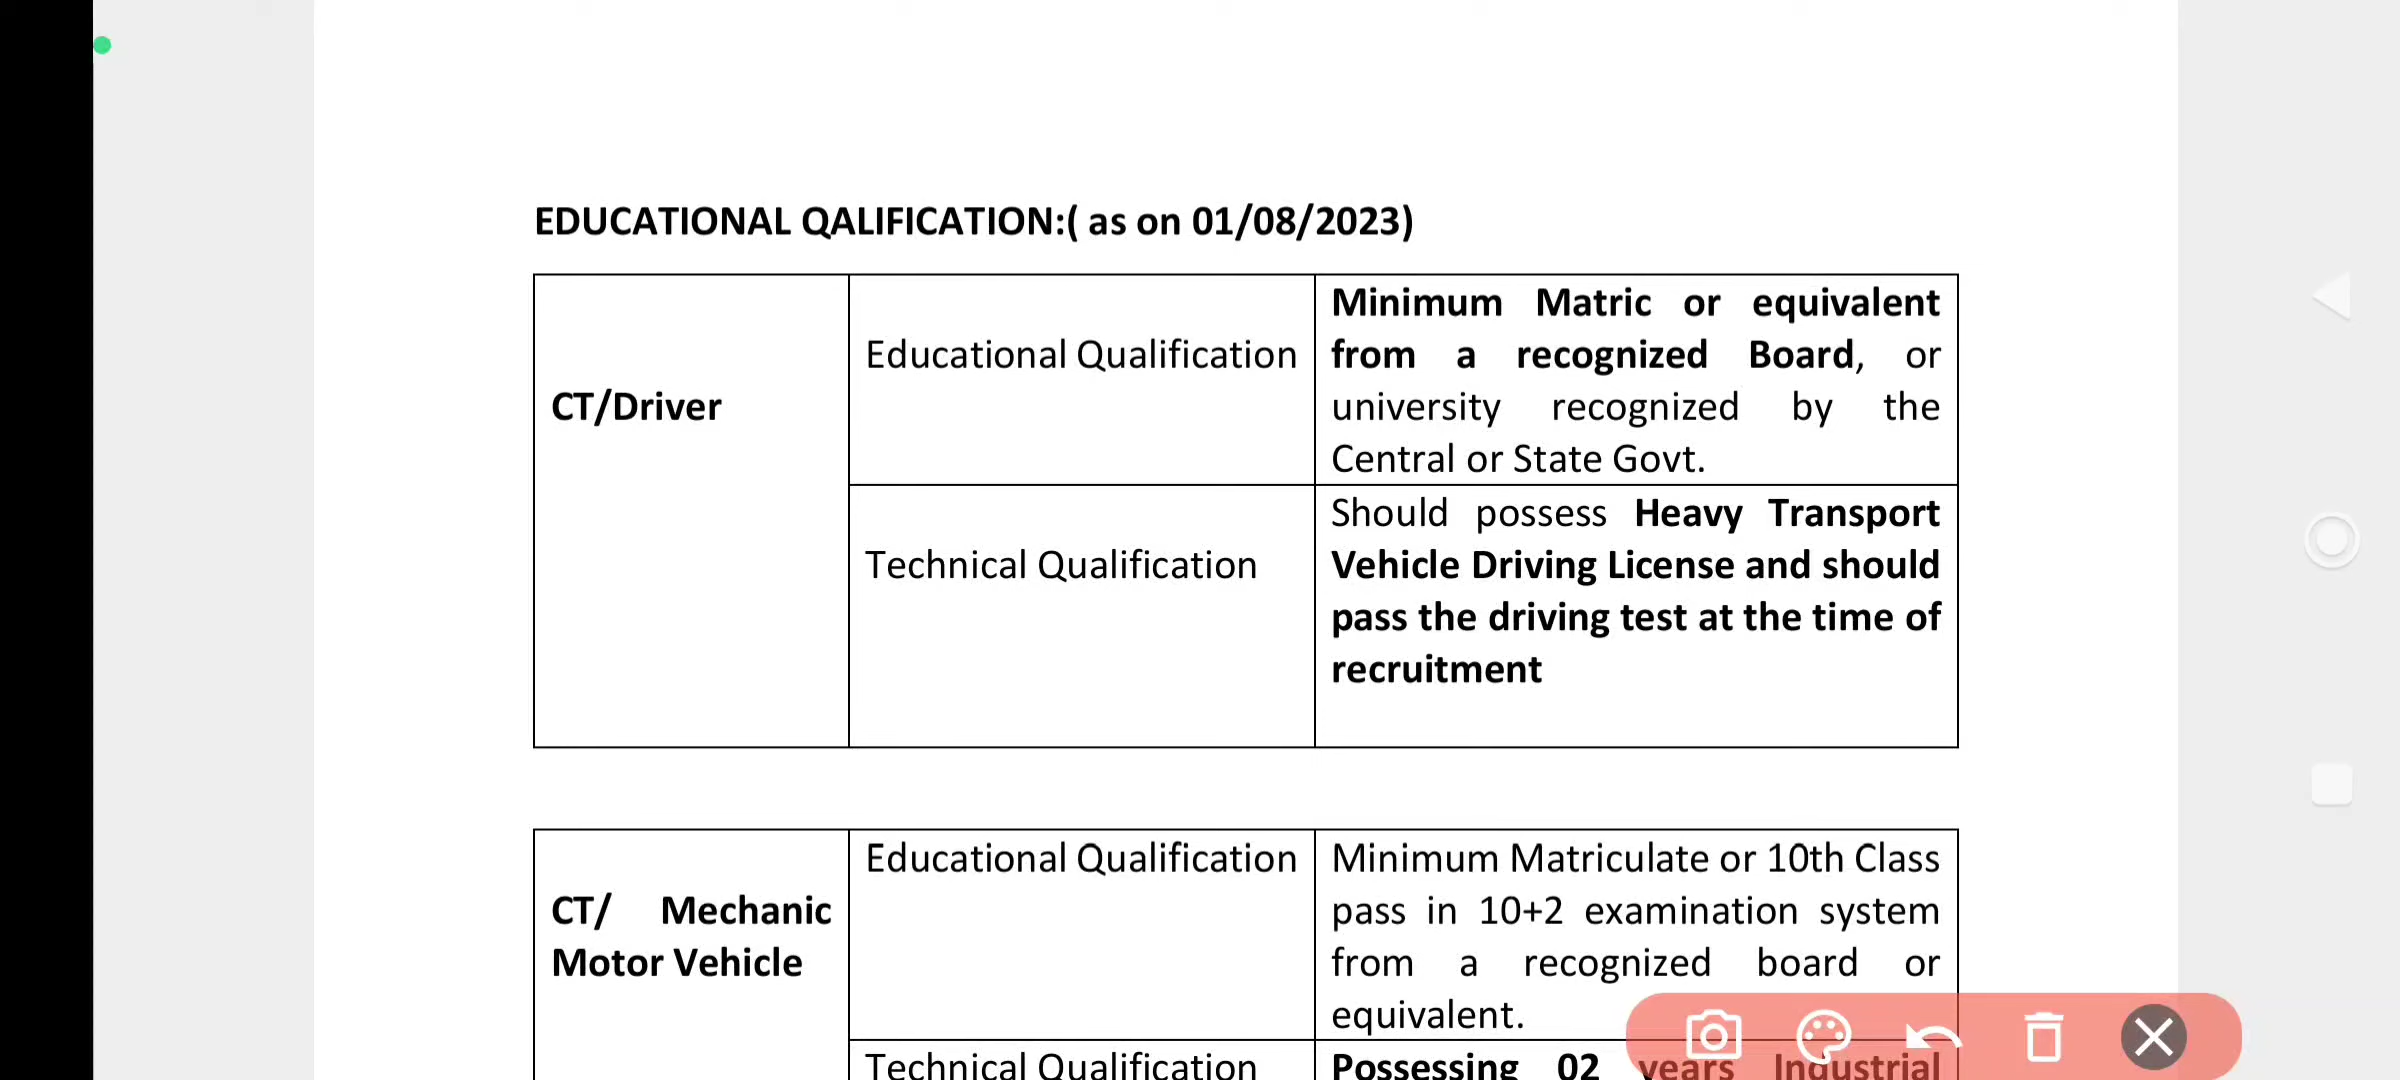 EDUCATIONAL QALIFICATION:( as on 01/08/2023)
CT/Driver
Educational Qualification
Minimum Matric or equivalent
from a recognized Board, or
university recognized by the
Central or State Govt.
Technical Qualification
Should possess Heavy Transport
Vehicle Driving License and should
pass the driving test at the time of
recruitment
CT/ Mechanic
Motor Vehicle
Educational Qualification
Minimum Matriculate or 10th Class
pass in 10+2 examination system
from a recognized board or
equivalent.
Technical Qualification
Possessing 02 years Industrial